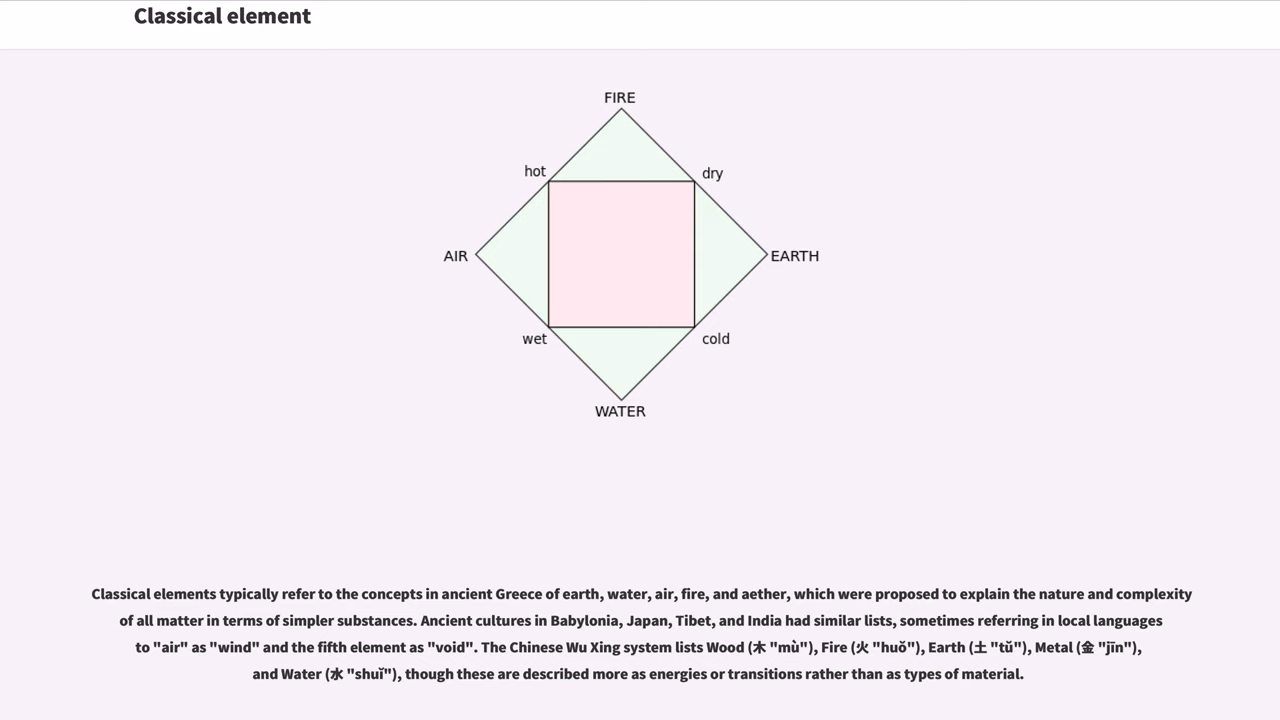 Classical element
FIRE
hot
dry
AIR
EARTH
wet
cold
WATER
Classical elements typically refer to the concepts in ancient Greece of earth, water, air, fire, and aether, which were proposed to explain the nature and complexity
of all matter in terms of simpler substances. Ancient cultures in Babylonia, Japan, Tibet, and India had similar lists, sometimes referring in local languages
to "air" as "wind" and the fifth element as "void". The Chinese Wu Xing system lists Wood (木 "mù"), Fire (火 "huǒ"), Earth (土 "tǔ"), Metal (金 "jīn"),
and Water (水 "shuǐ"), though these are described more as energies or transitions rather than as types of material.